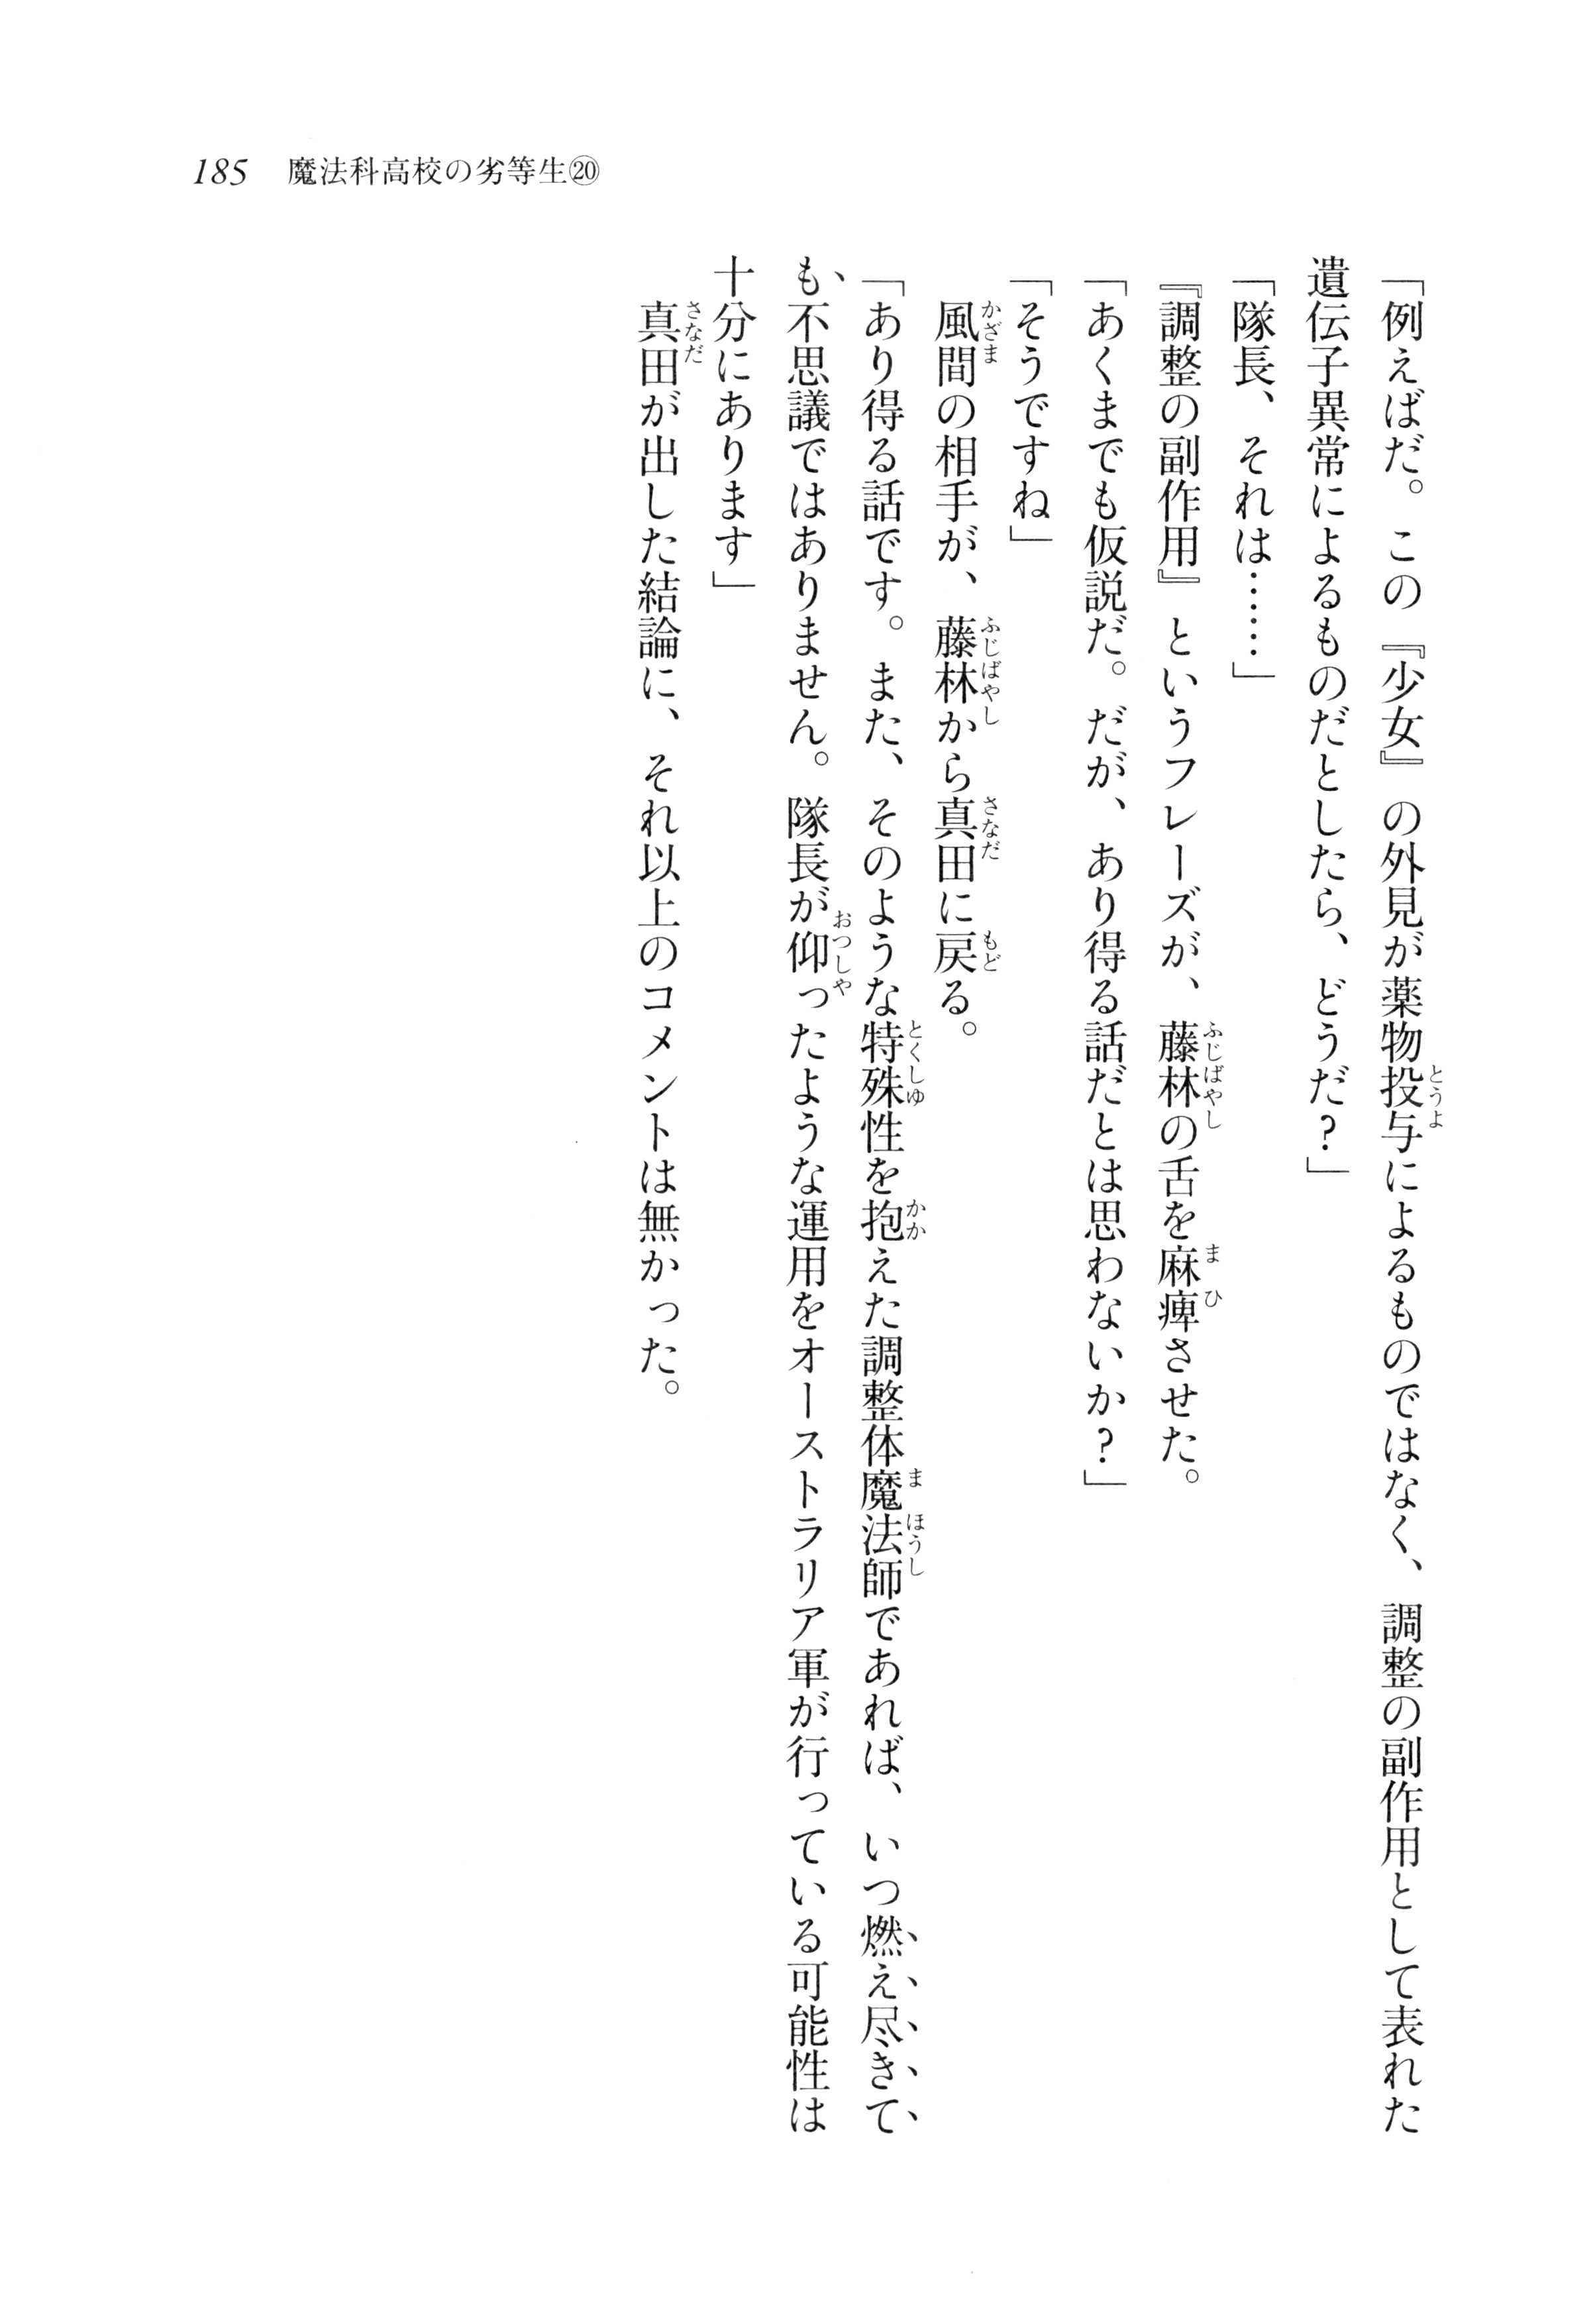 185 魔法科高校の劣等生⑳
「例えばだ。この『少女』の外見が薬物投与によるものではなく、調整の副作用として表れた
遺伝子異常によるものだとしたら、どうだ？」
「隊長、それは……」
『調整の副作用』というフレーズが、藤林の舌を麻痺させた。
「あくまでも仮説だ。だが、あり得る話だとは思わないか？」
「そうですね」
風間の相手が、藤林から真田に戻る。
「あり得る話です。また、そのような特殊性を抱えた調整体魔法師であれば、いつ燃え尽きて
も不思議ではありません。隊長が仰ったような運用をオーストラリア軍が行っている可能性は
十分にあります」
真田が出した結論に、それ以上のコメントは無かった。